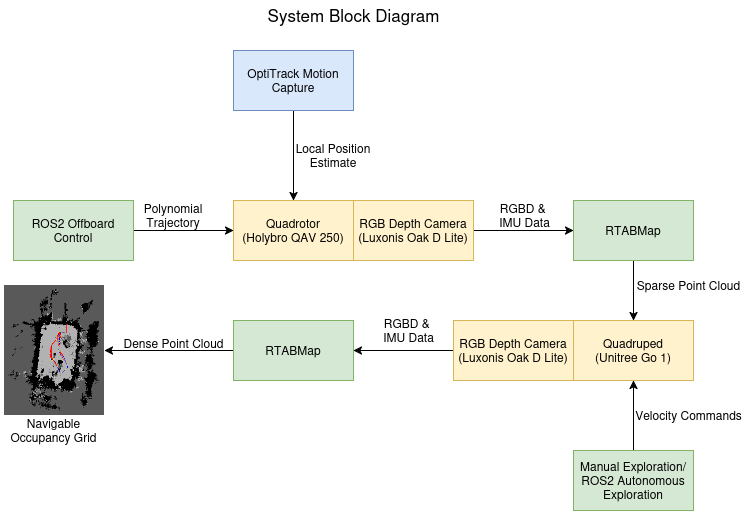 System Block Diagram
OptiTrack Motion
Capture
Local Position
Estimate
ROS2 Offboard
Control
Polynomial
Trajectory
Quadrotor
(Holybro QAV 250)
RGB Depth Camera
(Luxonis Oak D Lite)
RGBD &
IMU Data
RTABMap
Sparse Point Cloud
Quadruped
(Unitree Go 1)
RGB Depth Camera
(Luxonis Oak D Lite)
RGBD &
IMU Data
RTABMap
Dense Point Cloud
Navigable
Occupancy Grid
Velocity Commands
Manual Exploration/
ROS2 Autonomous
Exploration